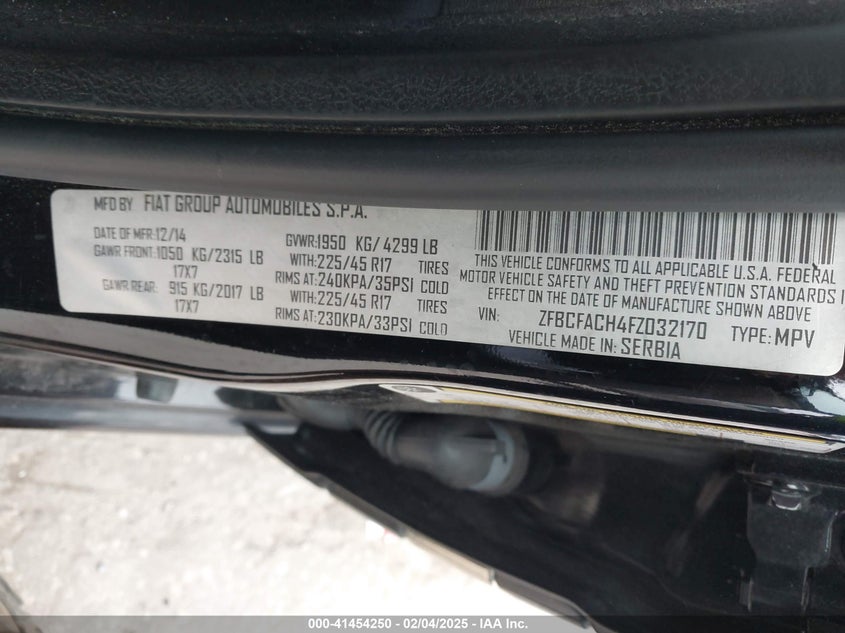 MFD BY FIAT GROUP AUTOMOBILES S.P.A.
DATE OF MFR:12/14 GVWR:1950 KG/4299 LB
GAWR FRONT:1050 KG/2315 LB WITH:225/45 R17 TIRES
17X7 RIMS AT:240KPA/35PSI COLD
GAWR REAR: 915 KG/2017 LB WITH:225/45 R17 TIRES
17X7 RIMS AT:230KPA/33PSI COLD
THIS VEHICLE CONFORMS TO ALL APPLICABLE U.S.A. FEDERAL
MOTOR VEHICLE SAFETY AND THEFT PREVENTION STANDARDS I
EFFECT ON THE DATE OF MANUFACTURE SHOWN ABOVE
VIN: ZFBCFACH4FZ032170 TYPE: MPV
VEHICLE MADE IN: SERBIA
000-41454250 - 02/04/2025 - IAA Inc.